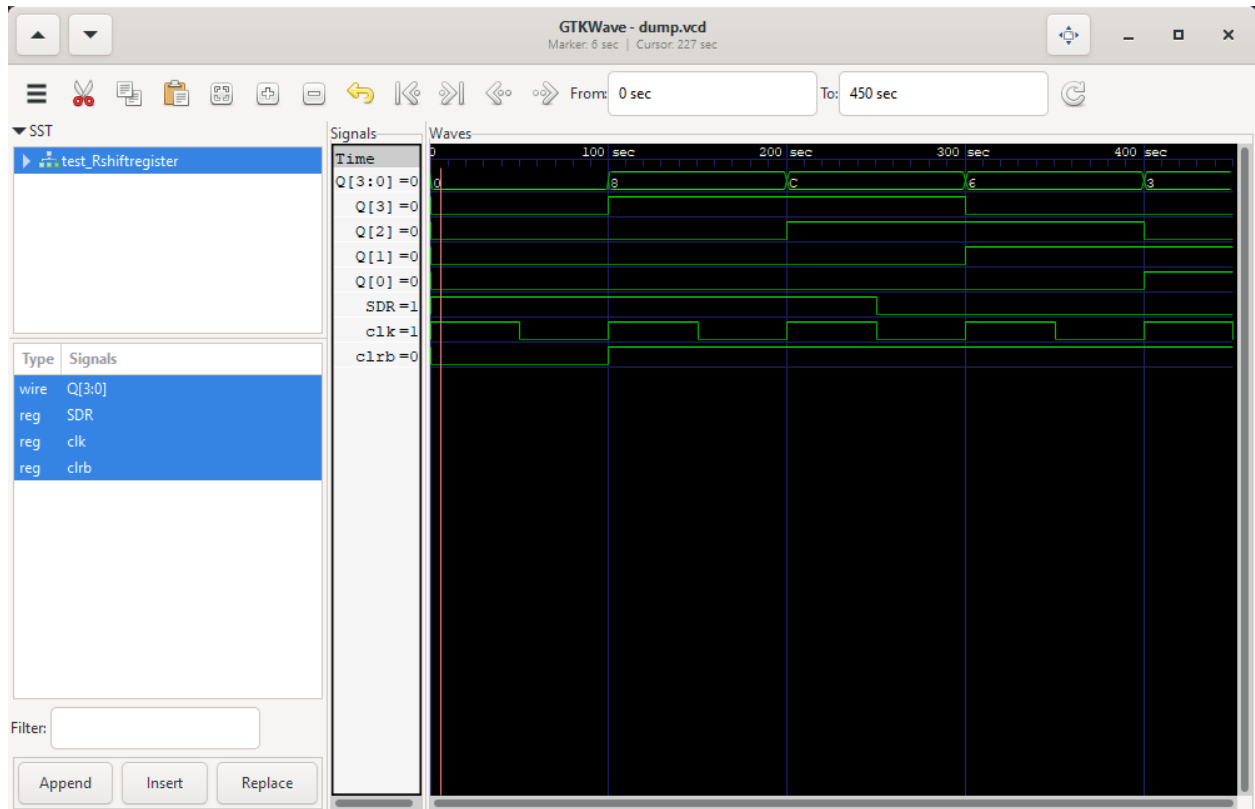 GTKWave - dump.vcd
Marker: 6 sec | Cursor: 227 sec
From: 0 sec To: 450 sec
SST
test_Rshiftregister
Type Signals
wire Q[3:0]
reg SDR
reg clk
reg clrb
Filter:
Append Insert Replace
Signals
Time
Q[3:0] =0
Q[3] =0
Q[2] =0
Q[1] =0
Q[0] =0
SDR =1
clk =1
clrb =0
Waves
0 100 sec 200 sec 300 sec 400 sec
0 8 C 6 3